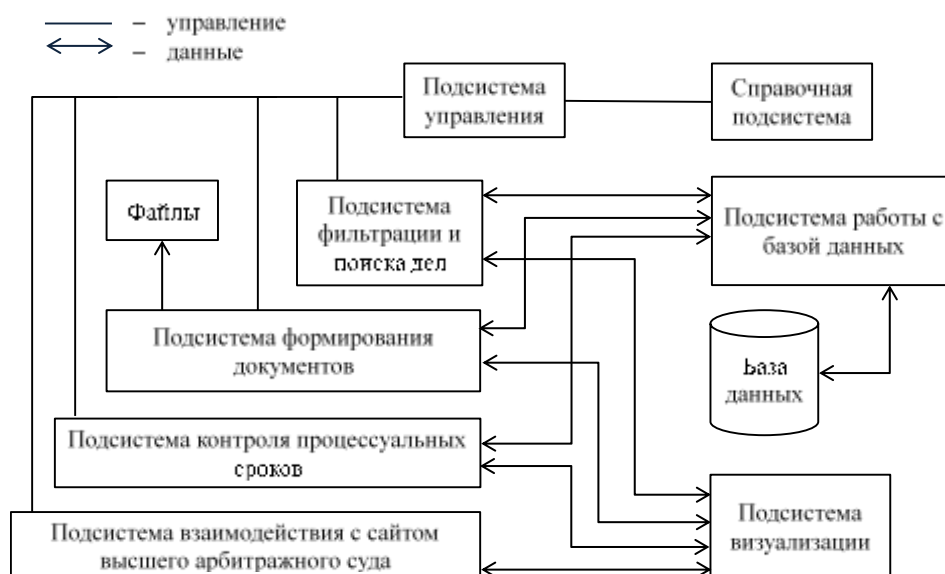 – управление
– данные
Подсистема
управления
Справочная
подсистема
Файлы
Подсистема
фильтрации и
поиска дел
Подсистема работы с
базой данных
Подсистема формирования
документов
База
данных
Подсистема контроля процессуальных
сроков
Подсистема
визуализации
Подсистема взаимодействия с сайтом
высшего арбитражного суда